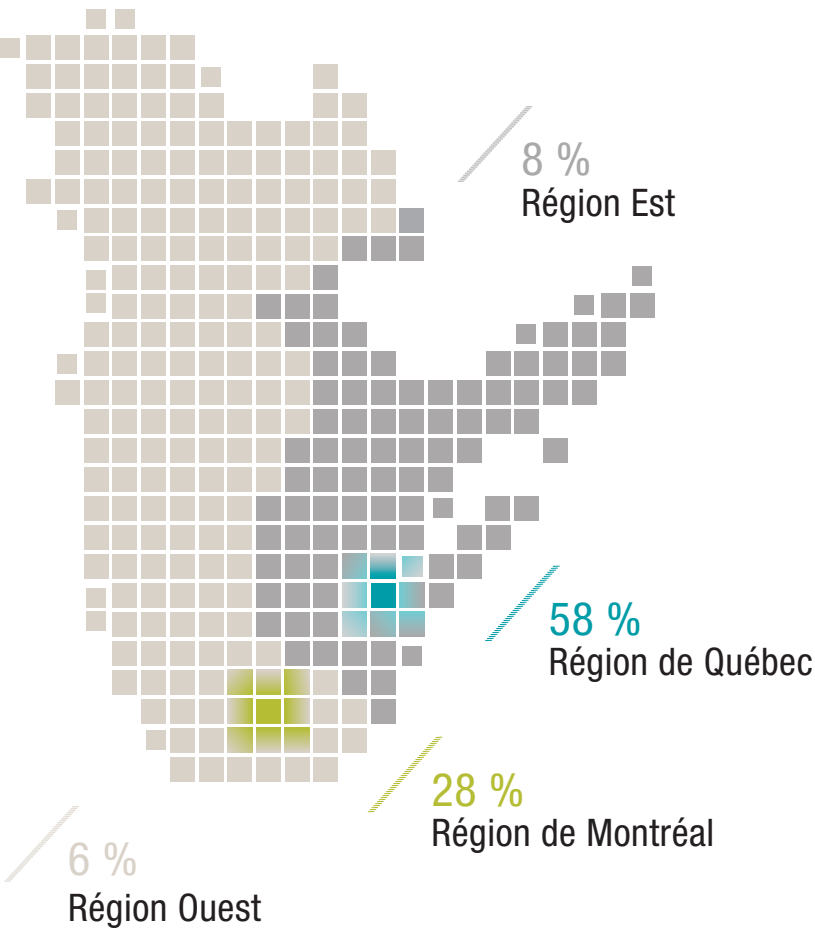 8 %
Région Est
58 %
Région de Québec
28 %
Région de Montréal
6 %
Région Ouest